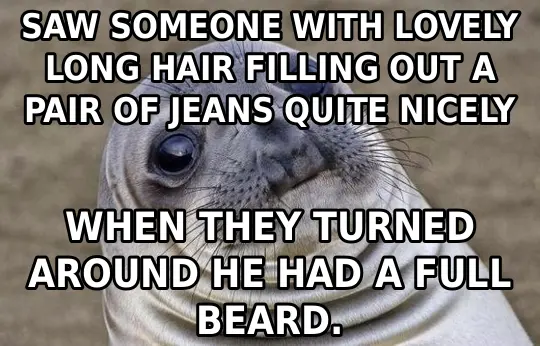 SAW SOMEONE WITH LOVELY
LONG HAIR FILLING OUT A
PAIR OF JEANS QUITE NICELY
WHEN THEY TURNED
AROUND HE HAD A FULL
BEARD.